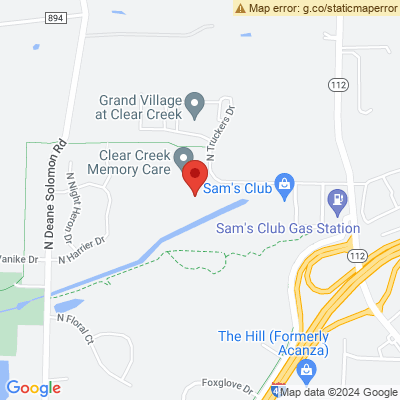 Map error: g.co/staticmaperror
894
112
Grand Village
at Clear Creek
N Truckers Dr
N Deane Solomon Rd
Clear Creek
Memory Care
N Night Heron Dr
Sam's Club
Sam's Club Gas Station
N Harrier Dr
Vanike Dr
112
N Floral Ct
The Hill (Formerly
Acanza)
Foxglove Dr
Google
Map data ©2024 Google